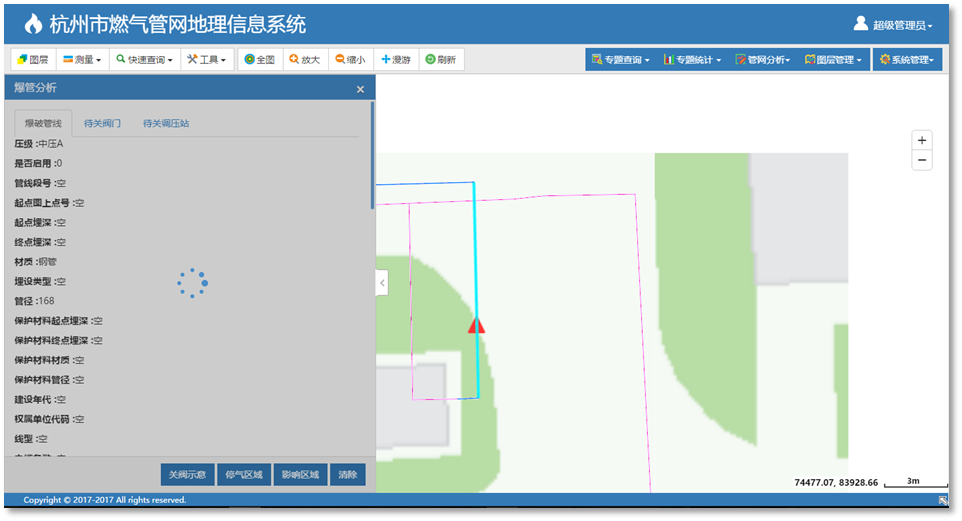 杭州市燃气管网地理信息系统
超级管理员
图层 测量 快速查询 工具 全图 放大 缩小 漫游 刷新 专题查询 专题统计 管网分析 图层管理 系统管理
爆管分析 ×
爆破管线 待关阀门 待关调压站
压级 :中压A
是否启用 :0
管线段号 :空
起点图上点号 :空
起点埋深 :空
终点埋深 :空
材质 :钢管
埋设类型 :空
管径 :168
保护材料起点埋深 :空
保护材料终点埋深 :空
保护材料材质 :空
保护材料管径 :空
建设年代 :空
权属单位代码 :空
线型 :空
关阀示意 停气区域 影响区域 清除
+
−
74477.07, 83928.66 3m
Copyright © 2017-2017 All rights reserved.